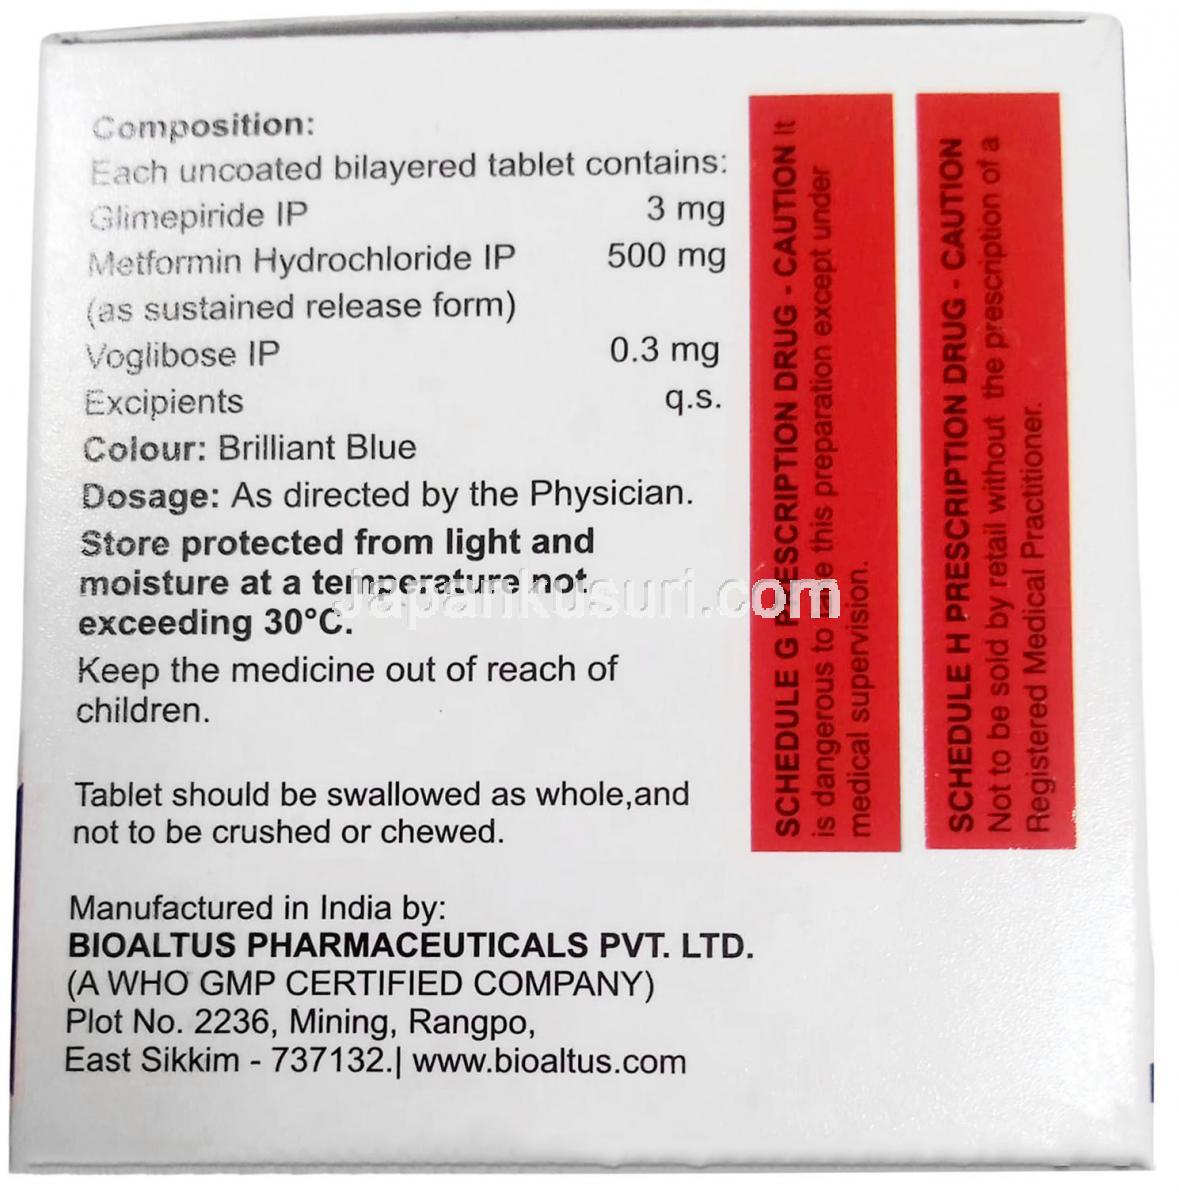 Composition:
Each uncoated bilayered tablet contains:
Glimepiride IP 3 mg
Metformin Hydrochloride IP 500 mg
(as sustained release form)
Voglibose IP 0.3 mg
Excipients q.s.
Colour: Brilliant Blue
Dosage: As directed by the Physician.
Store protected from light and
moisture at a temperature not
exceeding 30°C.
Keep the medicine out of reach of
children.
Tablet should be swallowed as whole,and
not to be crushed or chewed.
Manufactured in India by:
BIOALTUS PHARMACEUTICALS PVT. LTD.
(A WHO GMP CERTIFIED COMPANY)
Plot No. 2236, Mining, Rangpo,
East Sikkim - 737132.| www.bioaltus.com
SCHEDULE G PRESCRIPTION DRUG - CAUTION It
is dangerous to take this preparation except under
medical supervision.
SCHEDULE H PRESCRIPTION DRUG - CAUTION
Not to be sold by retail without the prescription of a
Registered Medical Practitioner.
japankusuri.com